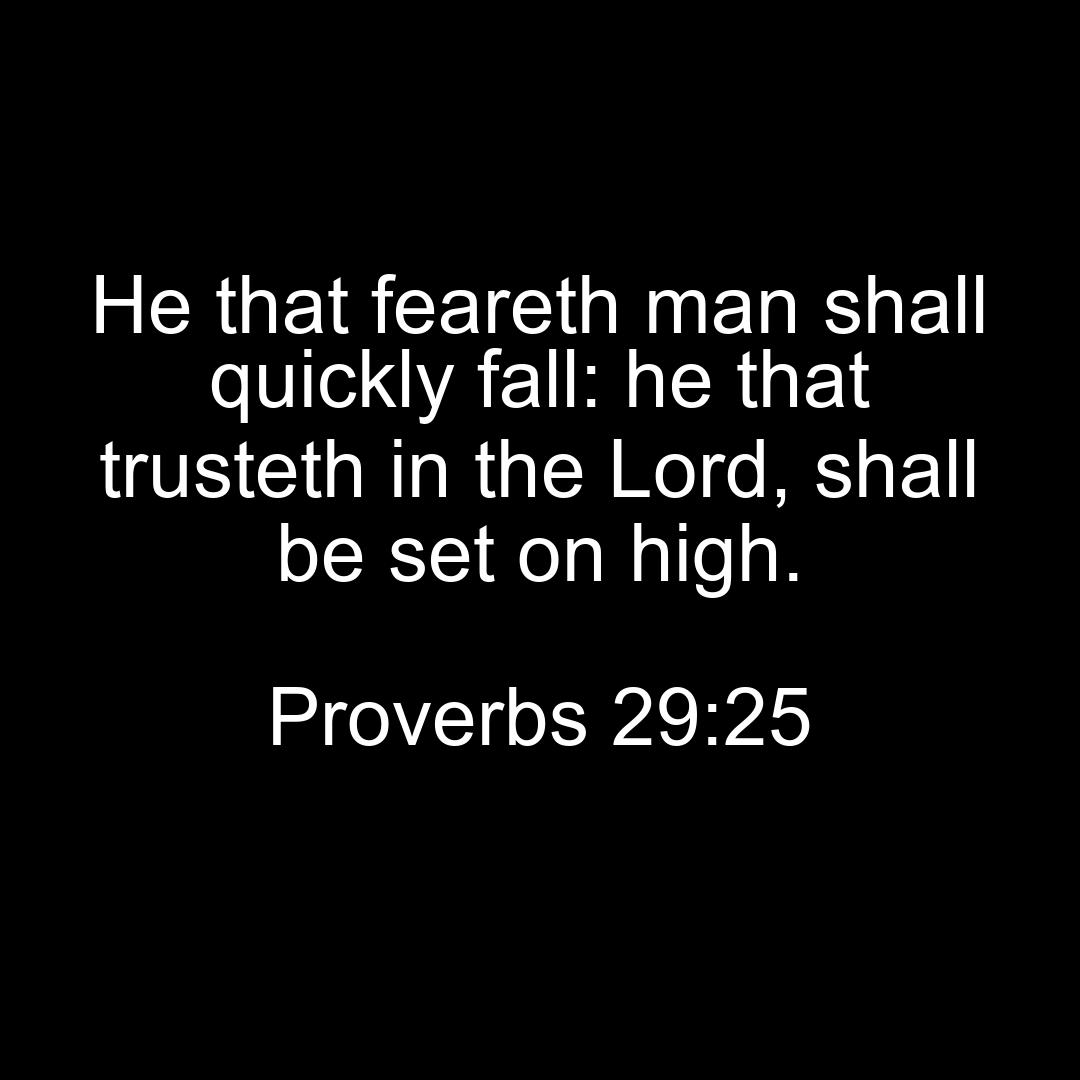 He that feareth man shall
quickly fall: he that
trusteth in the Lord, shall
be set on high.
Proverbs 29:25